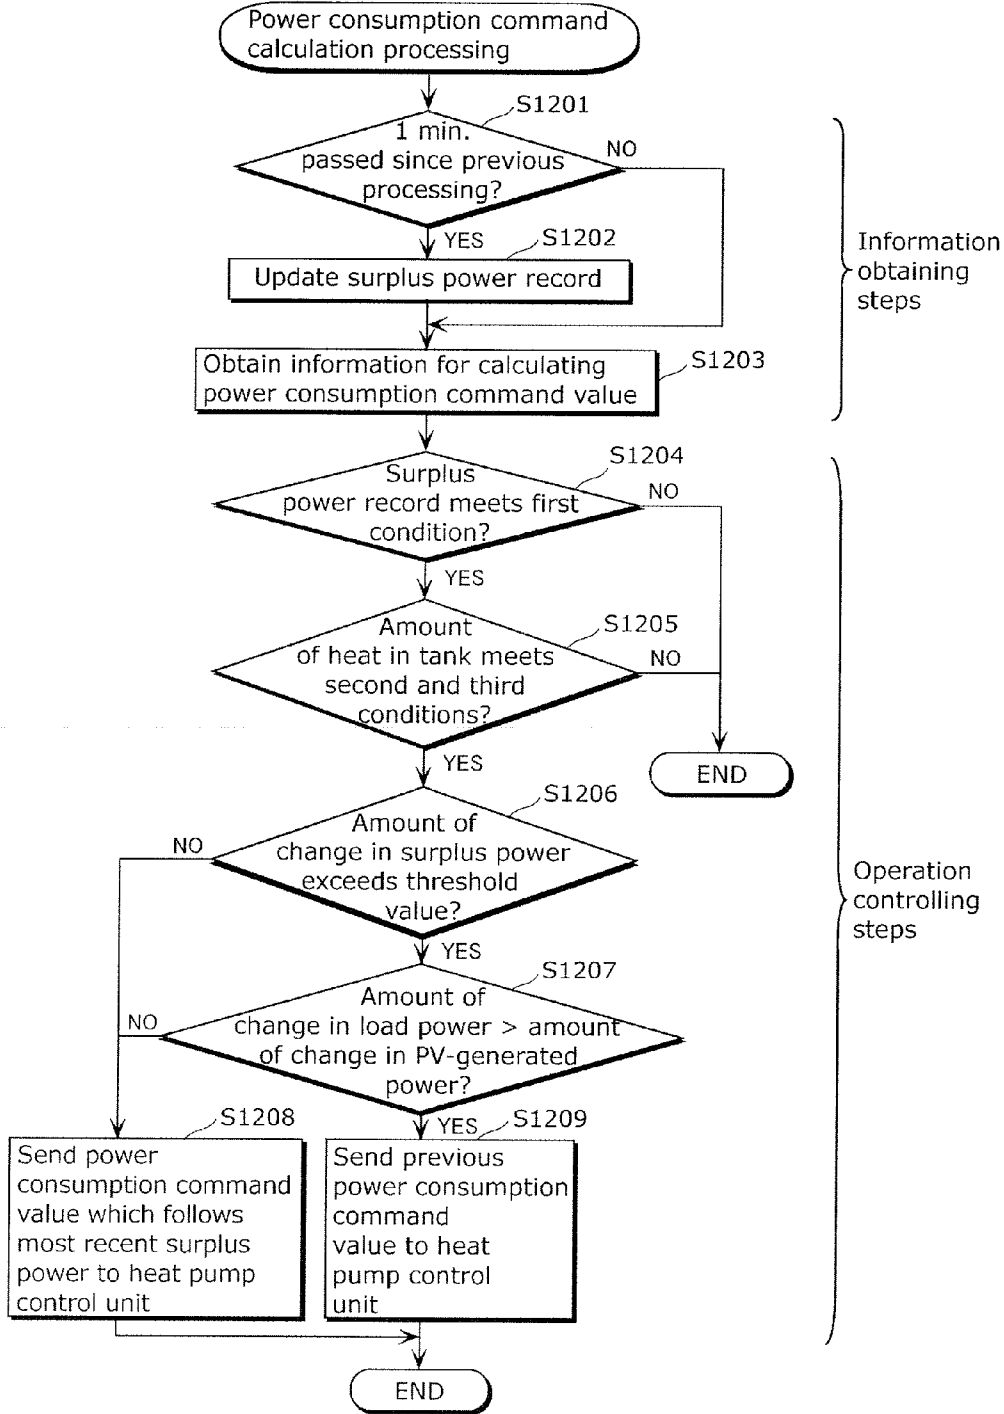 Power consumption command
calculation processing
S1201
1 min.
passed since previous
processing?
NO
YES
S1202
Update surplus power record
Information
obtaining
steps
S1203
Obtain information for calculating
power consumption command value
S1204
Surplus
power record meets first
condition?
NO
YES
S1205
Amount
of heat in tank meets
second and third
conditions?
NO
YES
END
S1206
Amount of
change in surplus power
exceeds threshold
value?
NO
YES
Operation
controlling
steps
S1207
Amount of
change in load power > amount
of change in PV-generated
power?
NO
YES
S1208
Send power
consumption command
value which follows
most recent surplus
power to heat pump
control unit
S1209
Send previous
power consumption
command
value to heat
pump control
unit
END